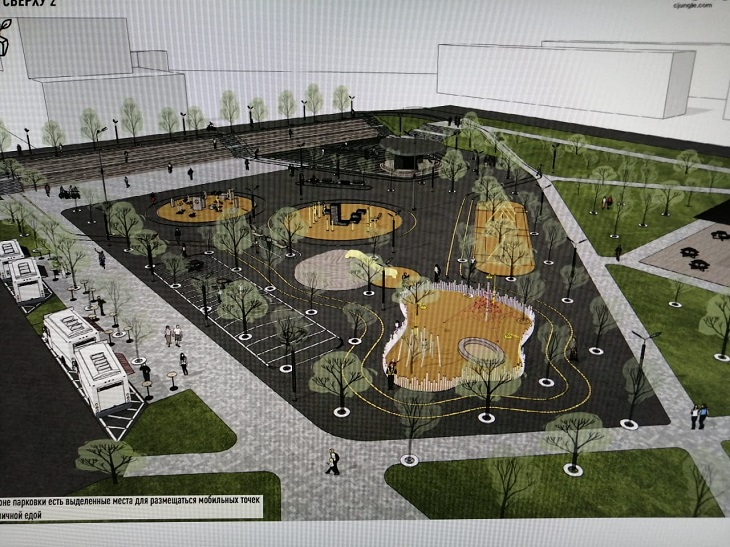 СВЕРХУ 2
cjungle.com
оне парковки есть выделенные места для размещаться мобильных точек
ичной едой